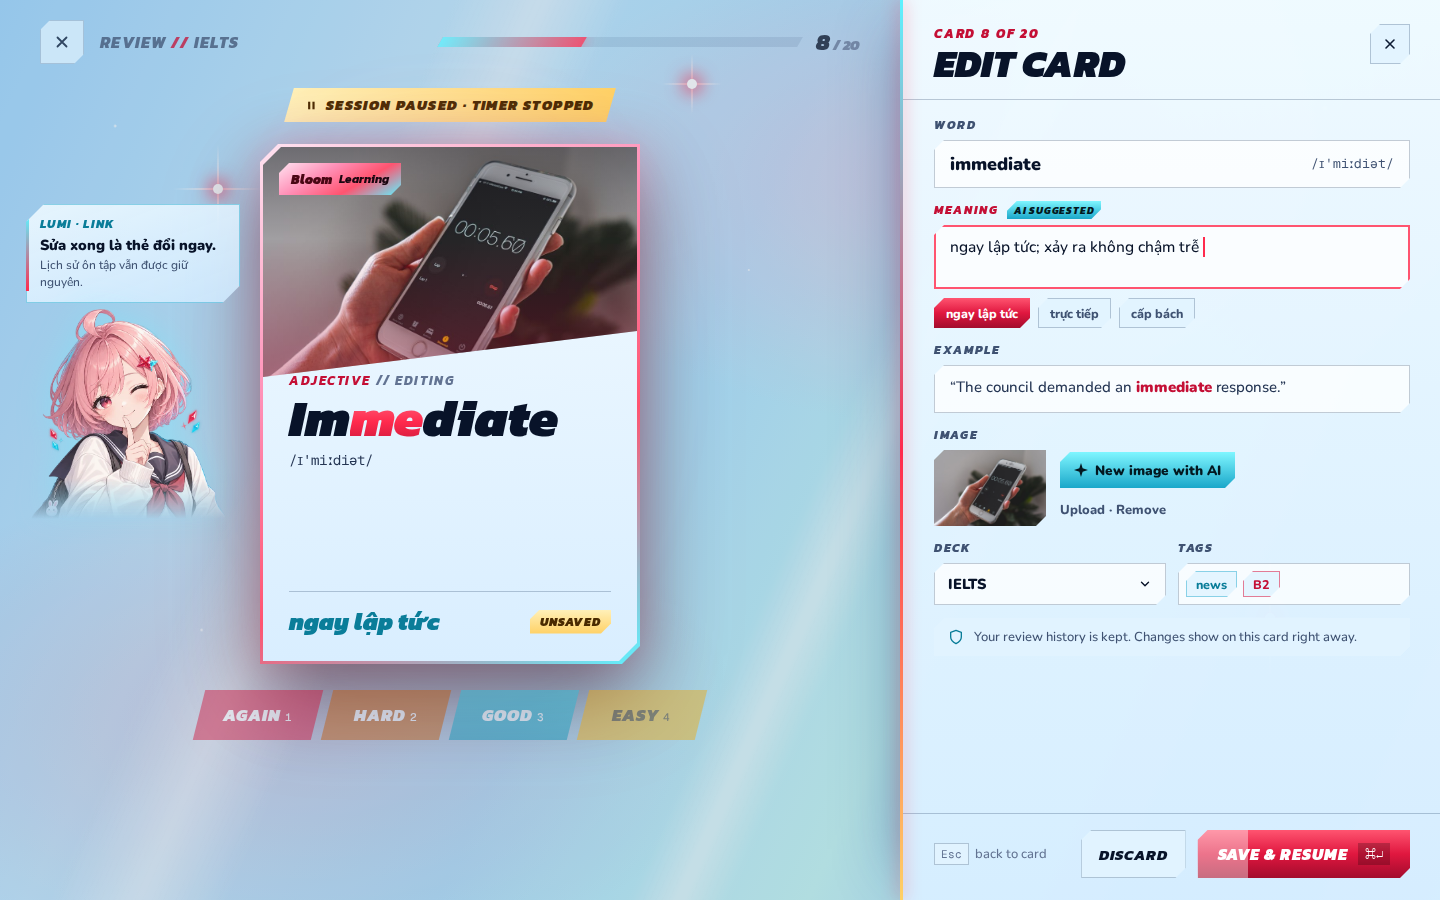 REVIEW // IELTS
8 / 20
SESSION PAUSED · TIMER STOPPED
LUMI · LINK
Sửa xong là thẻ đổi ngay.
Lịch sử ôn tập vẫn được giữ
nguyên.
Bloom Learning
00:05.60
ADJECTIVE // EDITING
Immediate
/ɪˈmiːdiət/
ngay lập tức
UNSAVED
AGAIN 1
HARD 2
GOOD 3
EASY 4
CARD 8 OF 20
EDIT CARD
WORD
immediate
/ɪˈmiːdiət/
MEANING
AI SUGGESTED
ngay lập tức; xảy ra không chậm trễ
ngay lập tức
trực tiếp
cấp bách
EXAMPLE
“The council demanded an immediate response.”
IMAGE
New image with AI
Upload · Remove
DECK
TAGS
IELTS
news
B2
Your review history is kept. Changes show on this card right away.
Esc back to card
DISCARD
SAVE & RESUME ⌘↵